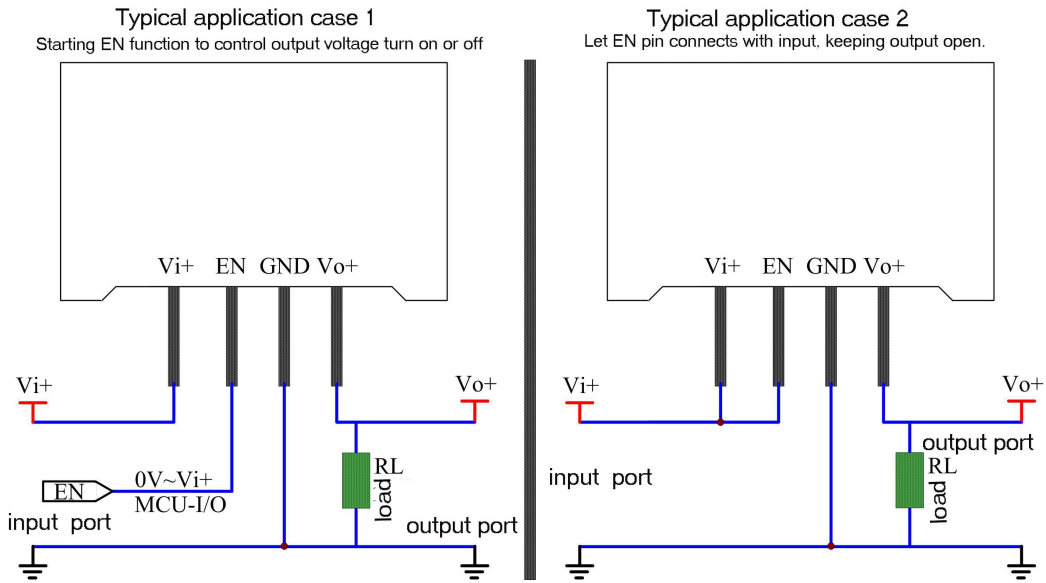 Typical application case 1
Starting EN function to control output voltage turn on or off
Vi+ EN GND Vo+
Vi+
Vo+
EN
0V~Vi+
MCU-I/O
input port
RL
load
output port
Typical application case 2
Let EN pin connects with input, keeping output open.
Vi+ EN GND Vo+
Vi+
Vo+
output port
input port
RL
load